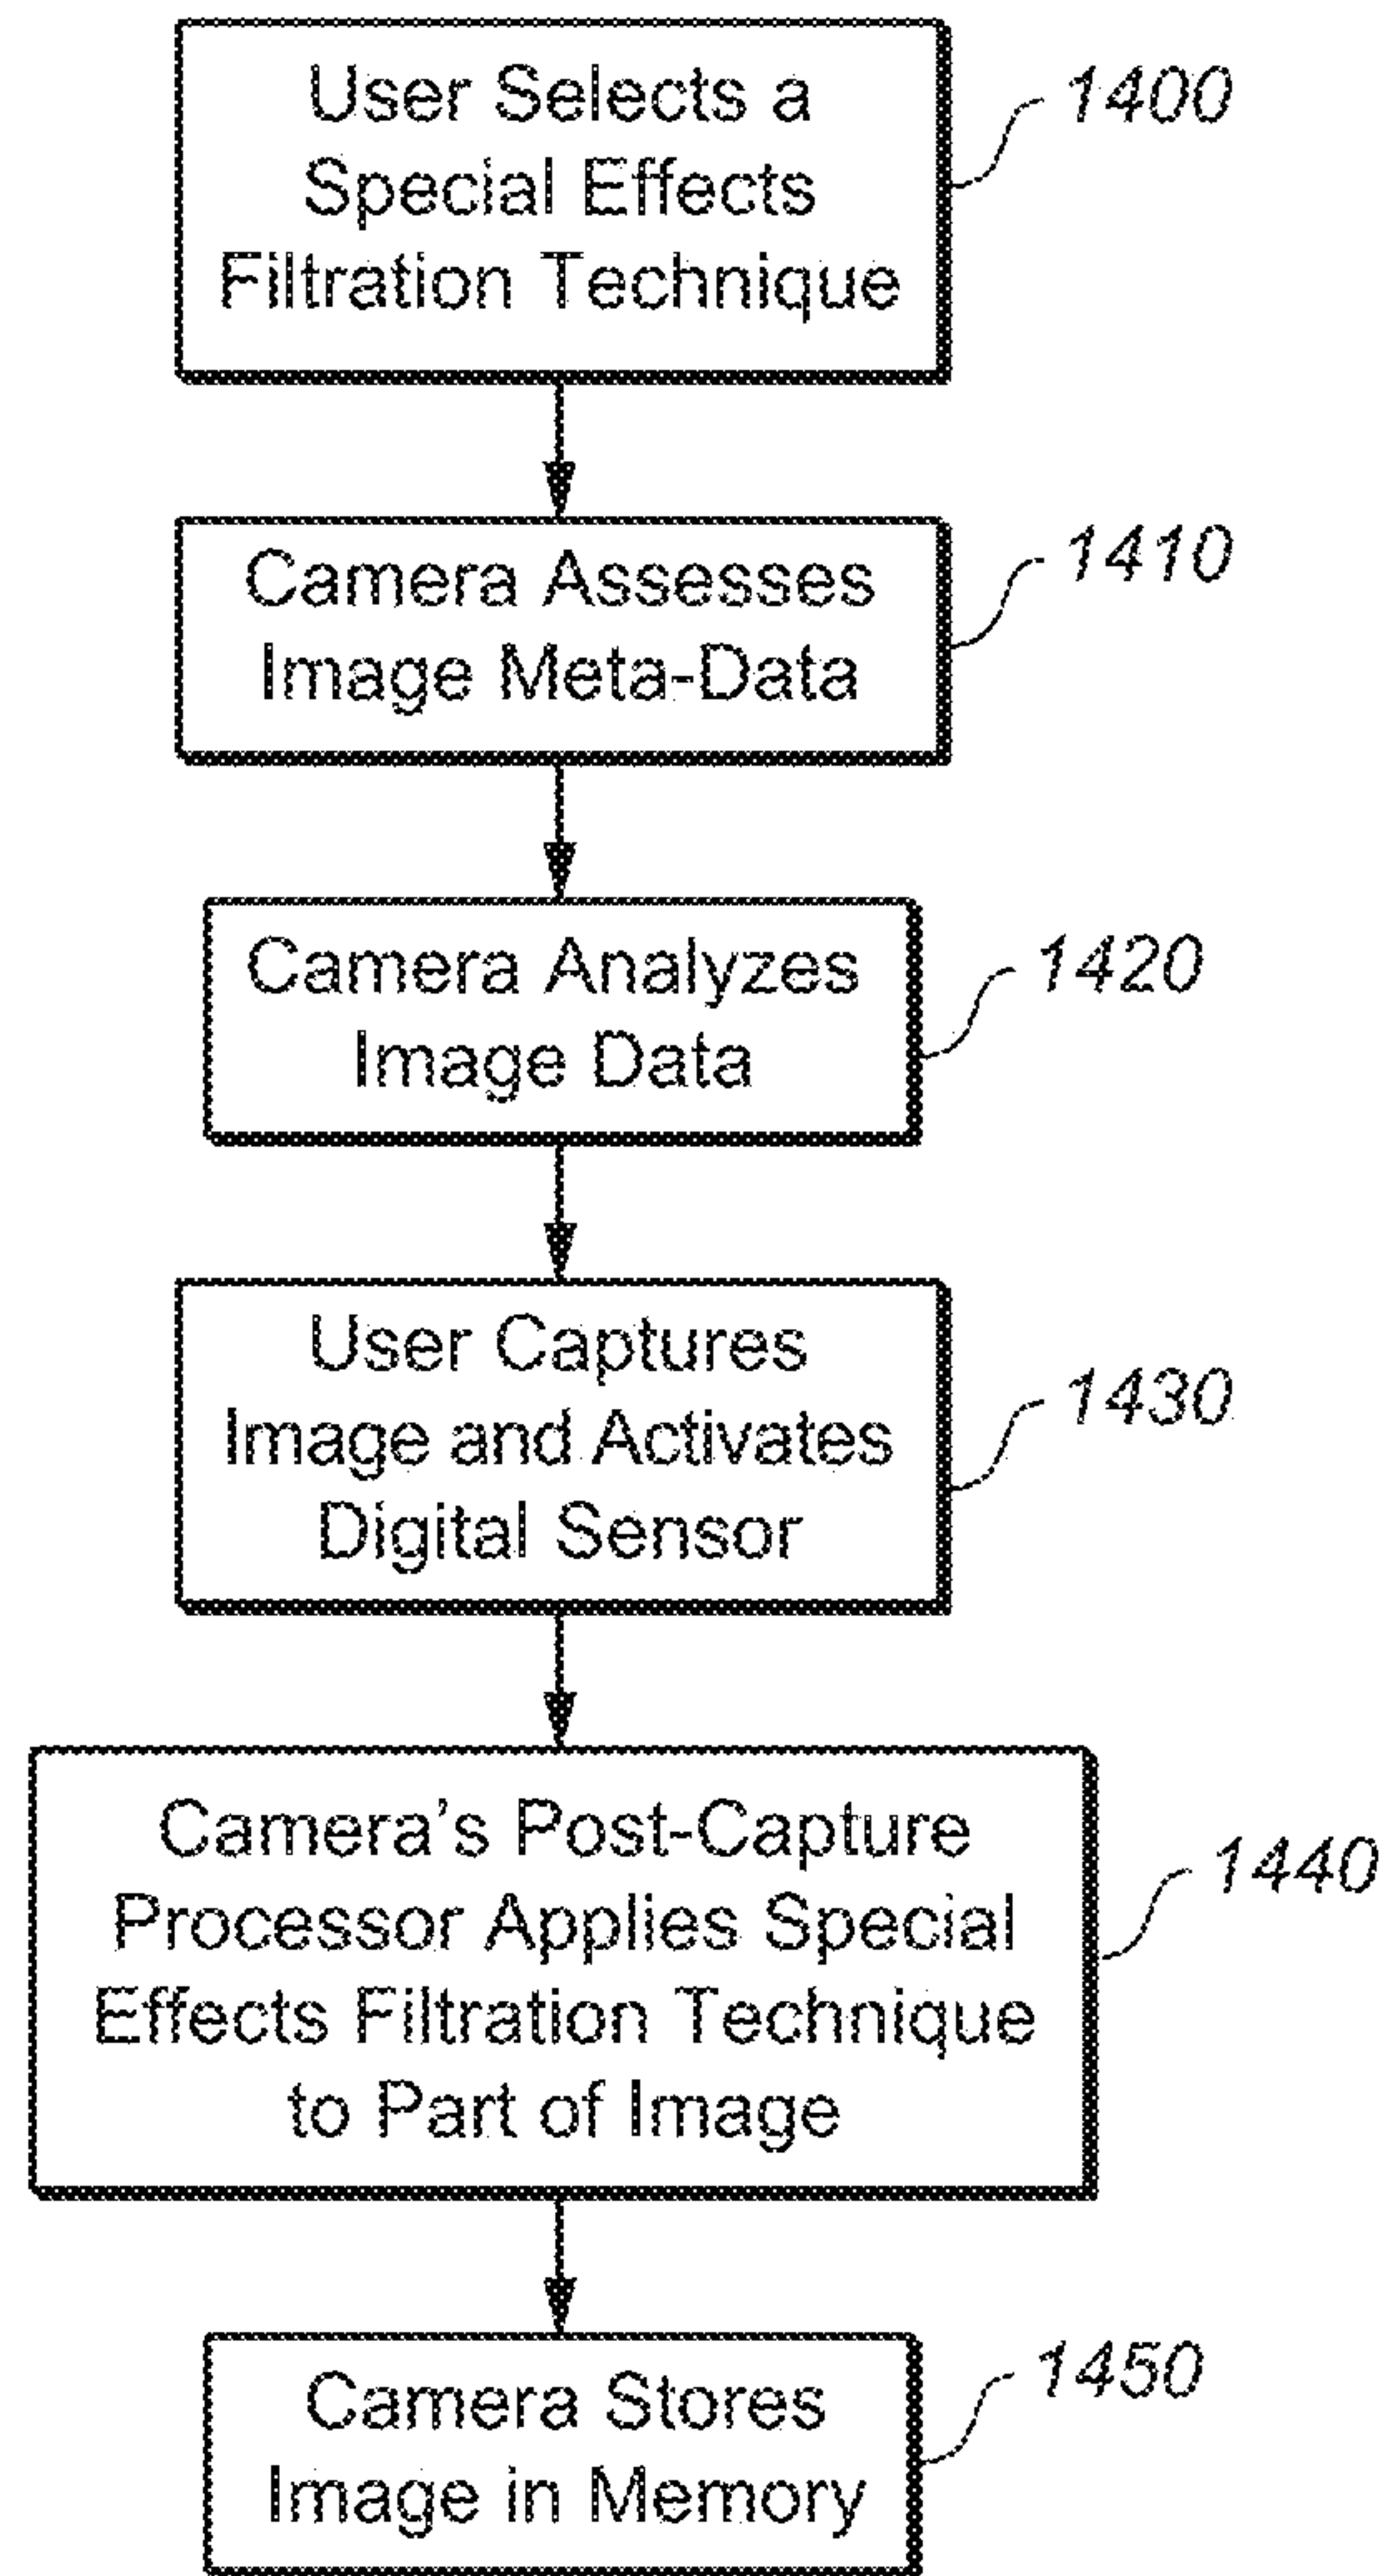 User Selects a
Special Effects
Filtration Technique
1400
Camera Assesses
Image Meta-Data
1410
Camera Analyzes
Image Data
1420
User Captures
Image and Activates
Digital Sensor
1430
Camera's Post-Capture
Processor Applies Special
Effects Filtration Technique
to Part of Image
1440
Camera Stores
Image in Memory
1450